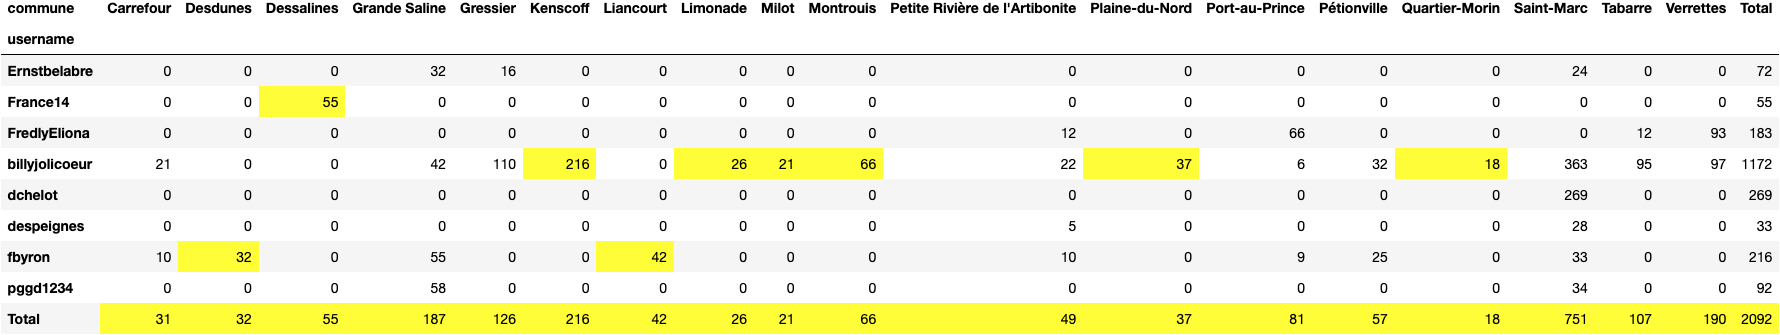 commune Carrefour Desdunes Dessalines Grande Saline Gressier Kenscoff Liancourt Limonade Milot Montrouis Petite Rivière de l'Artibonite Plaine-du-Nord Port-au-Prince Pétionville Quartier-Morin Saint-Marc Tabarre Verrettes Total
username
Ernstbelabre 0 0 0 32 16 0 0 0 0 0 0 0 0 0 0 24 0 0 72
France14 0 0 55 0 0 0 0 0 0 0 0 0 0 0 0 0 0 0 55
FredlyEliona 0 0 0 0 0 0 0 0 0 0 12 0 66 0 0 0 12 93 183
billyjolicoeur 21 0 0 42 110 216 0 26 21 66 22 37 6 32 18 363 95 97 1172
dchelot 0 0 0 0 0 0 0 0 0 0 0 0 0 0 0 269 0 0 269
despeignes 0 0 0 0 0 0 0 0 0 0 5 0 0 0 0 28 0 0 33
fbyron 10 32 0 55 0 0 42 0 0 0 10 0 9 25 0 33 0 0 216
pggd1234 0 0 0 58 0 0 0 0 0 0 0 0 0 0 0 34 0 0 92
Total 31 32 55 187 126 216 42 26 21 66 49 37 81 57 18 751 107 190 2092